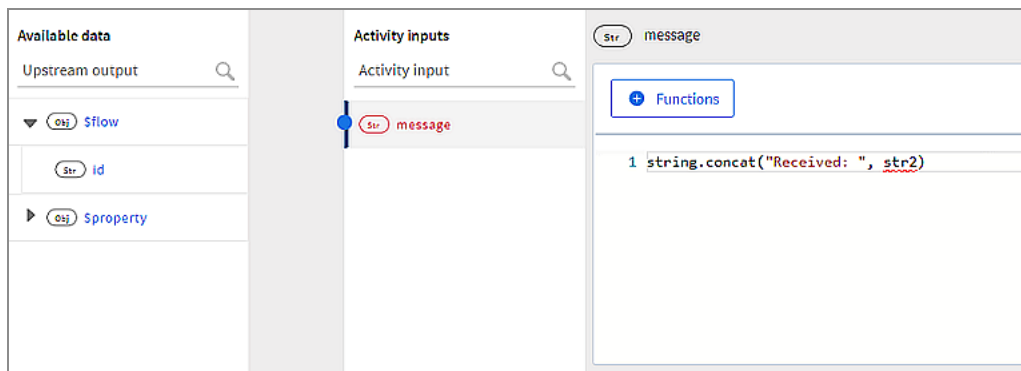 Available data
Upstream output
Obj $flow
Str id
Obj $property
Activity inputs
Activity input
Str message
Str message
Functions
1 string.concat("Received: ", str2)